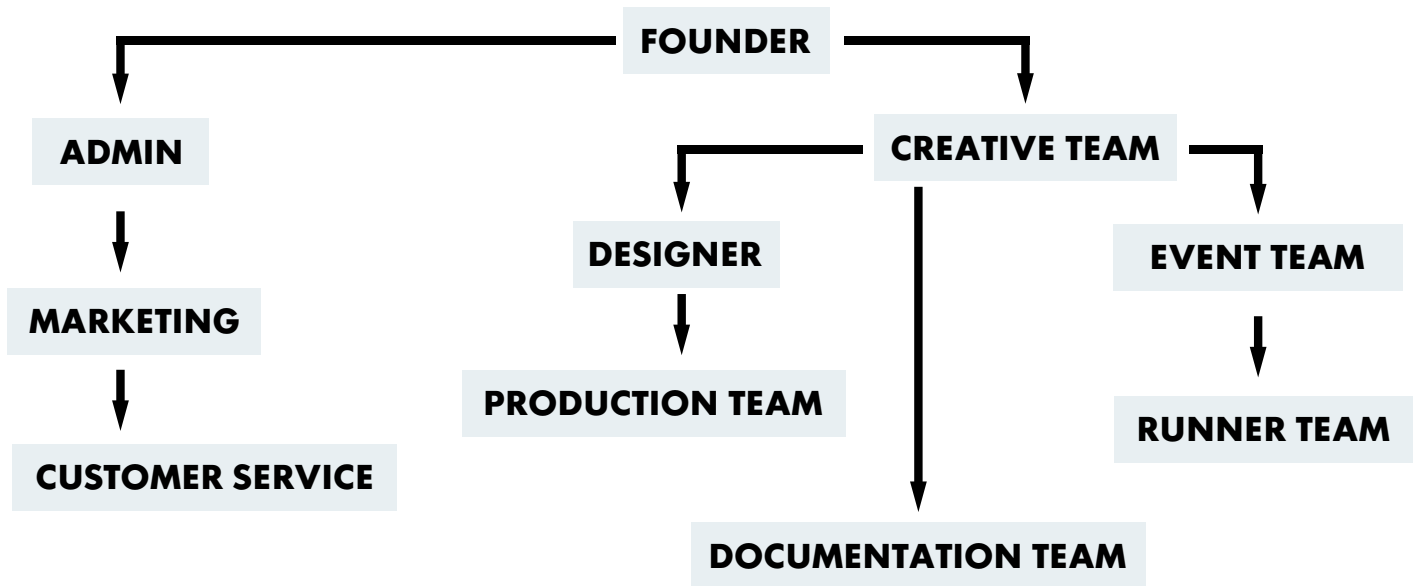 FOUNDER
ADMIN
CREATIVE TEAM
DESIGNER
EVENT TEAM
MARKETING
PRODUCTION TEAM
RUNNER TEAM
CUSTOMER SERVICE
DOCUMENTATION TEAM